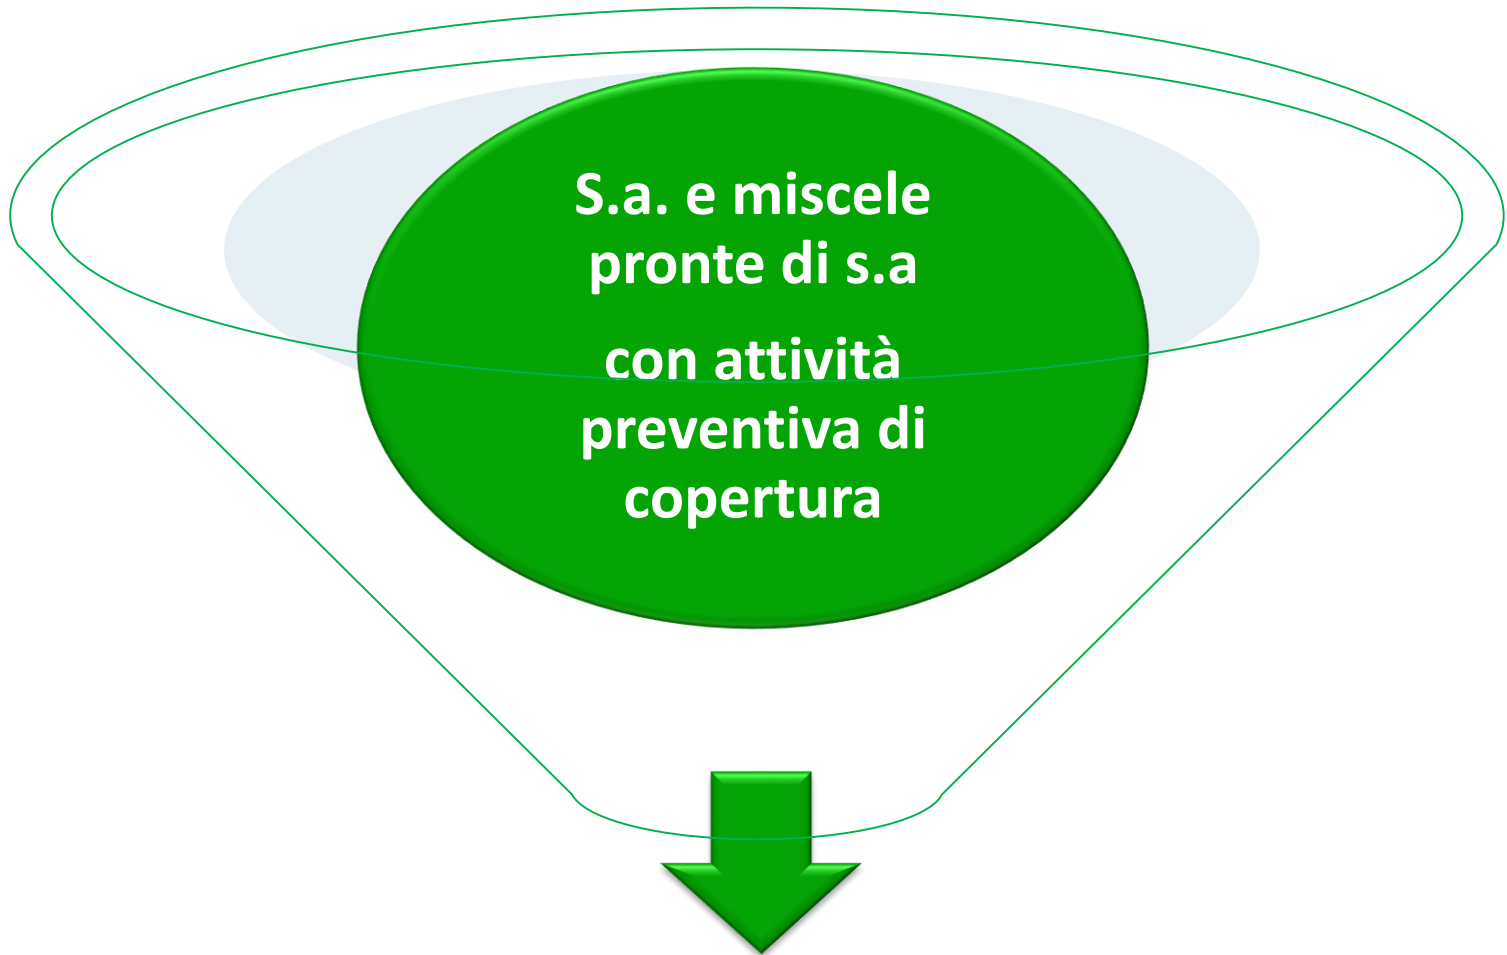 S.a. e miscele
pronte di s.a
con attività
preventiva di
copertura